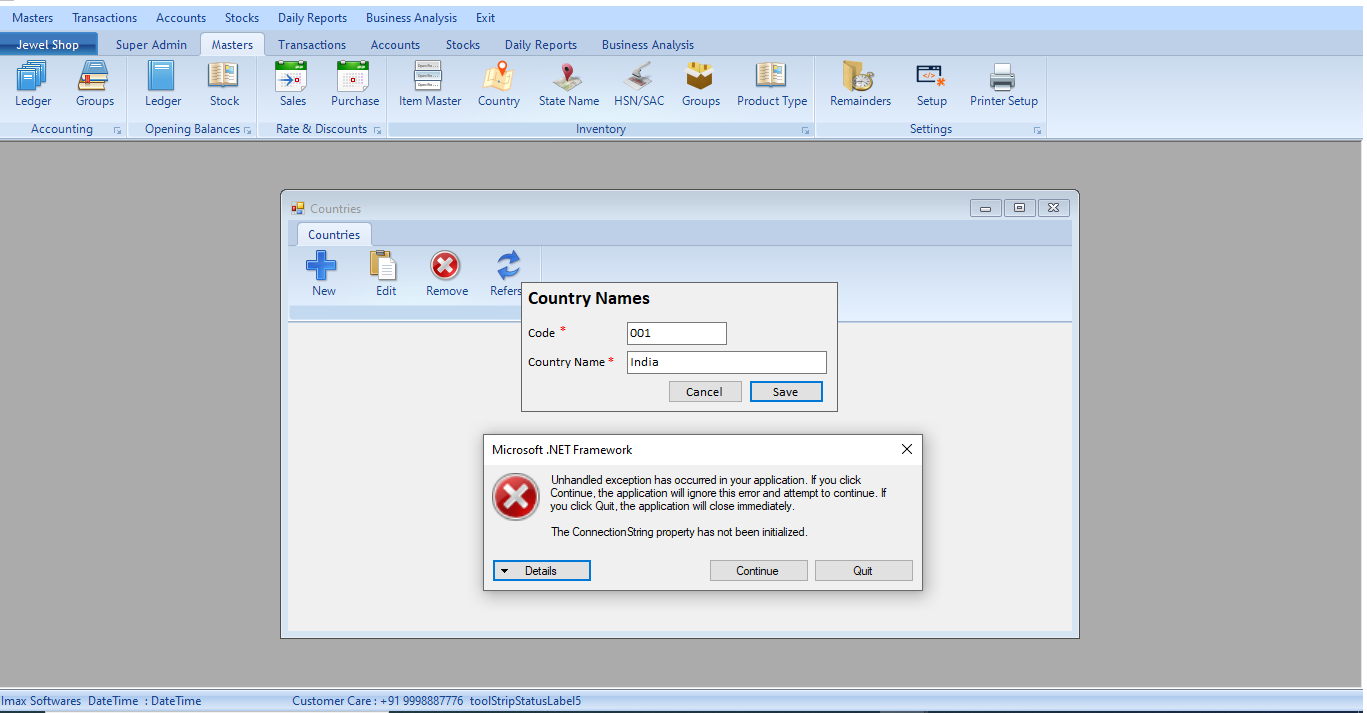 Masters Transactions Accounts Stocks Daily Reports Business Analysis Exit
Jewel Shop Super Admin Masters Transactions Accounts Stocks Daily Reports Business Analysis
Ledger Groups Ledger Stock Sales Purchase Item Master Country State Name HSN/SAC Groups Product Type Remainders Setup Printer Setup
Accounting Opening Balances Rate & Discounts Inventory Settings
Countries
Countries
New Edit Remove Refers
Country Names
Code * 001
Country Name * India
Cancel Save
Microsoft .NET Framework
Unhandled exception has occurred in your application. If you click
Continue, the application will ignore this error and attempt to continue. If
you click Quit, the application will close immediately.
The ConnectionString property has not been initialized.
Details Continue Quit
Imax Softwares DateTime : DateTime Customer Care : +91 9998887776 toolStripStatusLabel5